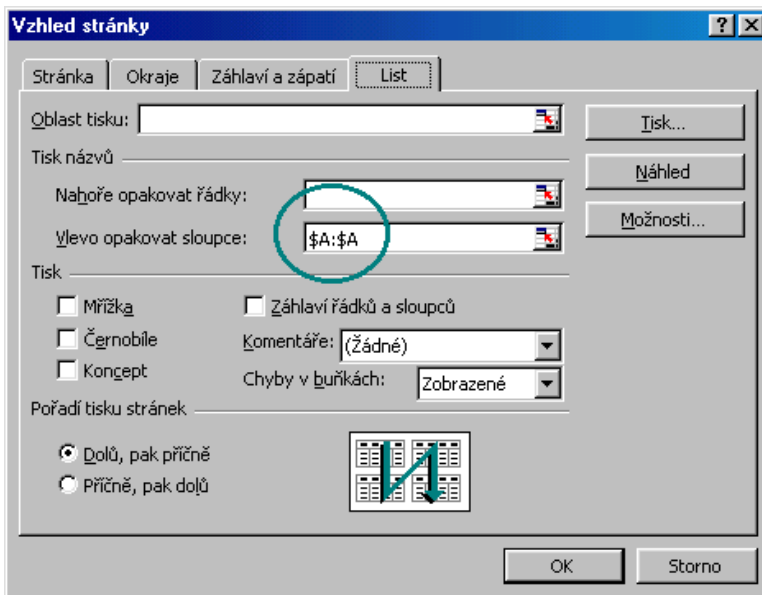 Vzhled stránky
Stránka Okraje Záhlaví a zápatí List
Oblast tisku: Tisk...
Tisk názvů Náhled
Nahoře opakovat řádky:
Vlevo opakovat sloupce: $A:$A Možnosti...
Tisk
Mřížka Záhlaví řádků a sloupců
Černobíle Komentáře: (Žádné)
Koncept Chyby v buňkách: Zobrazené
Pořadí tisku stránek
Dolů, pak příčně
Příčně, pak dolů
OK Storno